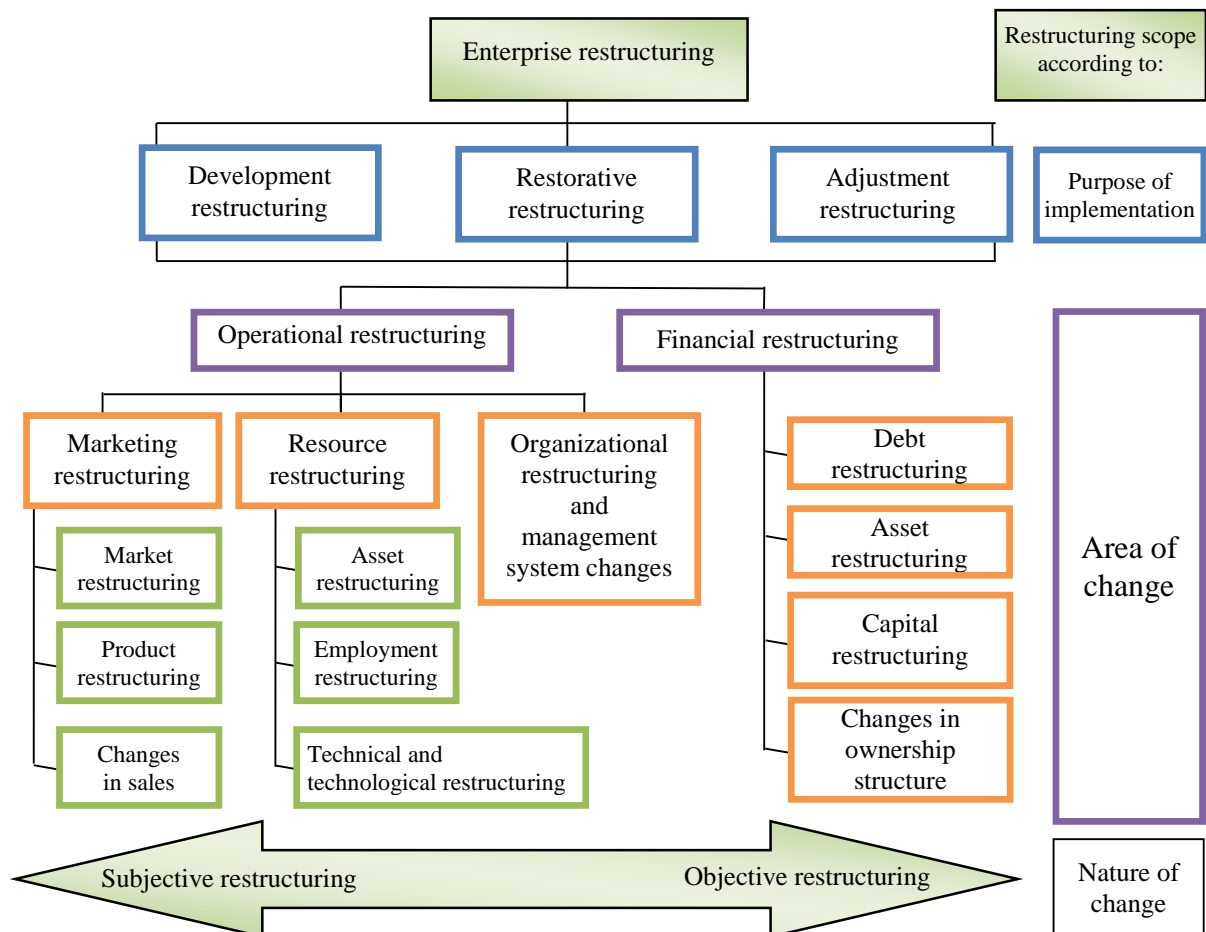 Enterprise restructuring
Restructuring scope
according to:
Development
restructuring
Restorative
restructuring
Adjustment
restructuring
Purpose of
implementation
Operational restructuring
Financial restructuring
Marketing
restructuring
Resource
restructuring
Organizational
restructuring
and
management
system changes
Debt
restructuring
Market
restructuring
Asset
restructuring
Asset
restructuring
Area of
change
Product
restructuring
Employment
restructuring
Capital
restructuring
Changes
in sales
Technical and
technological restructuring
Changes in
ownership
structure
Subjective restructuring
Objective restructuring
Nature of
change